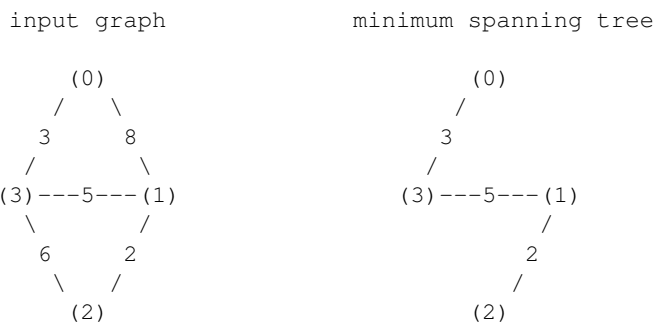 input graph minimum spanning tree
(0) (0)
/ \ /
3 8 3
/ \ /
(3)---5---(1) (3)---5---(1)
\ / /
6 2 2
\ / /
(2) (2)